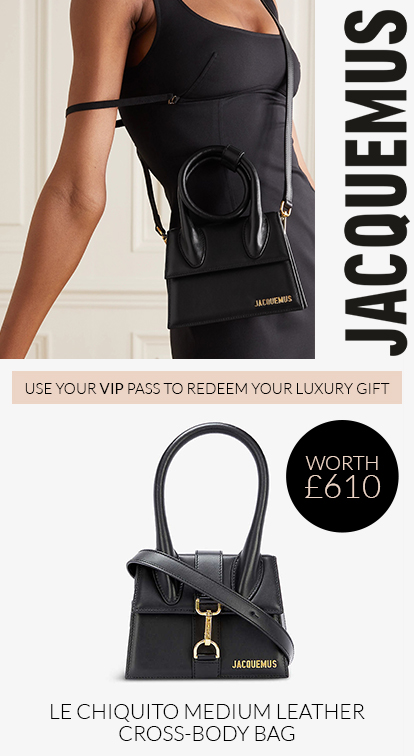 JACQUEMUS
JACQUEMUS
USE YOUR VIP PASS TO REDEEM YOUR LUXURY GIFT
WORTH
£610
JACQUEMUS
LE CHIQUITO MEDIUM LEATHER
CROSS-BODY BAG